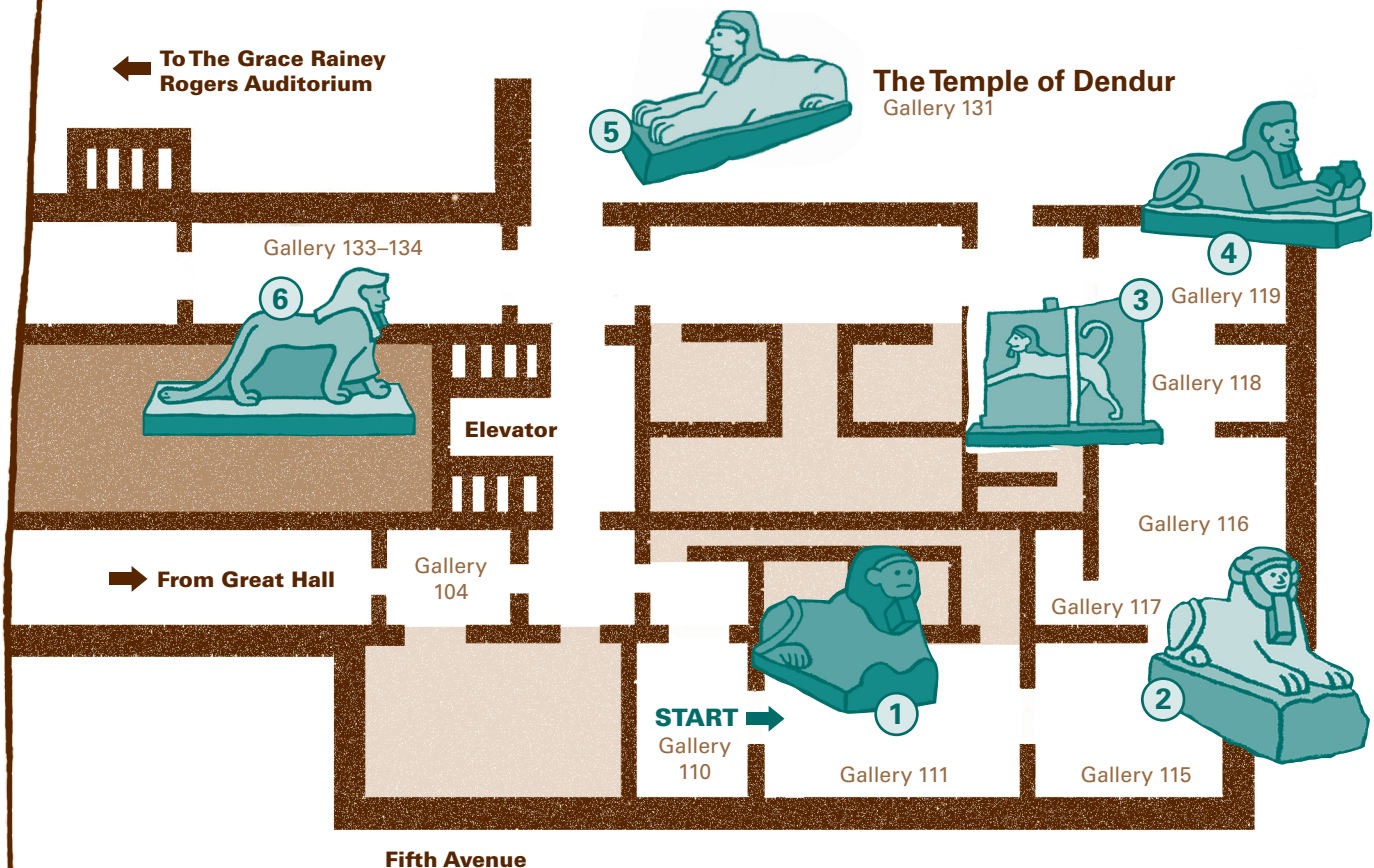 To The Grace Rainey
Rogers Auditorium
The Temple of Dendur
Gallery 131
5
4
Gallery 133–134
6
3
Gallery 119
Gallery 118
Elevator
Gallery 116
From Great Hall
Gallery
104
Gallery 117
2
1
START
Gallery
110
Gallery 111
Gallery 115
Fifth Avenue